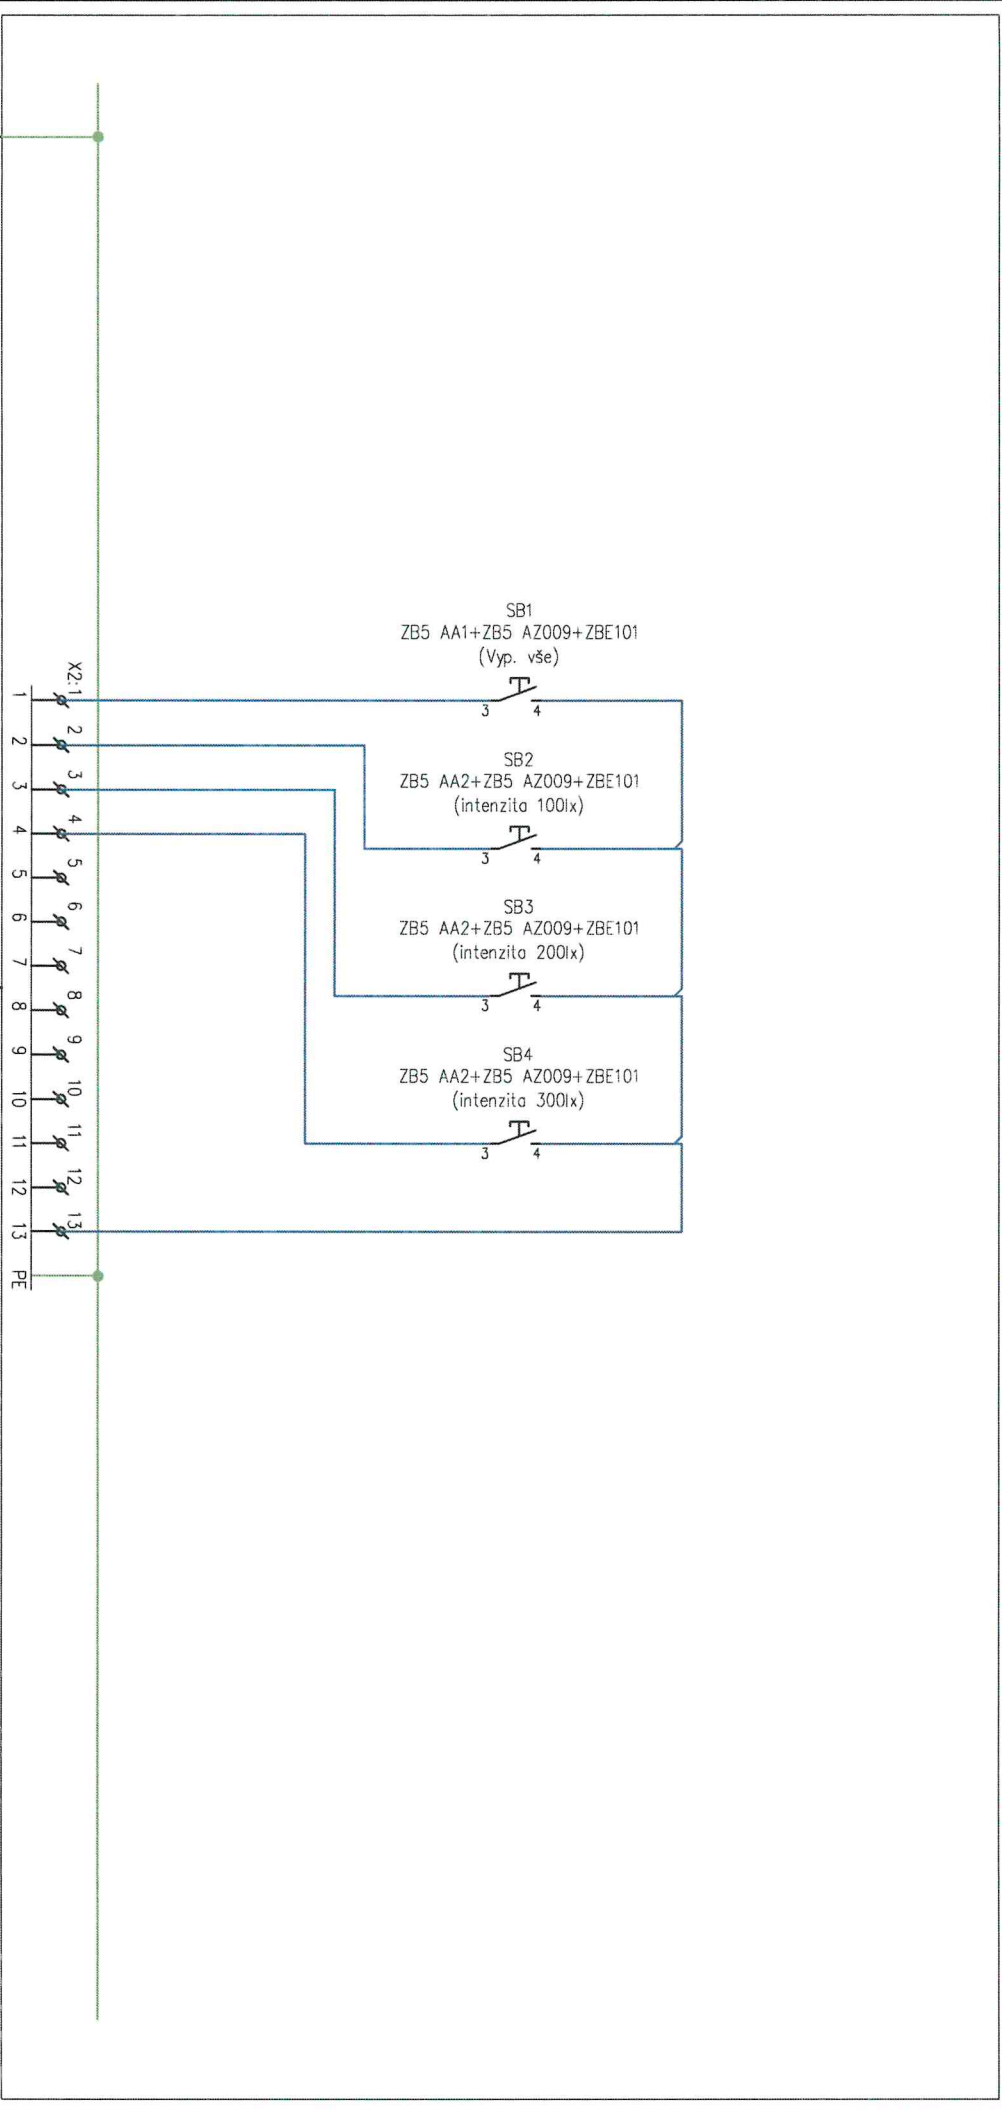 SB1
ZB5 AA1+ZB5 AZ009+ZBE101
(Vyp. vše)
3 4
SB2
ZB5 AA2+ZB5 AZ009+ZBE101
(intenzita 100lx)
3 4
SB3
ZB5 AA2+ZB5 AZ009+ZBE101
(intenzita 200lx)
3 4
SB4
ZB5 AA2+ZB5 AZ009+ZBE101
(intenzita 300lx)
3 4
X2:1 2 3 4 5 6 7 8 9 10 11 12 13
1 2 3 4 5 6 7 8 9 10 11 12 13 PE